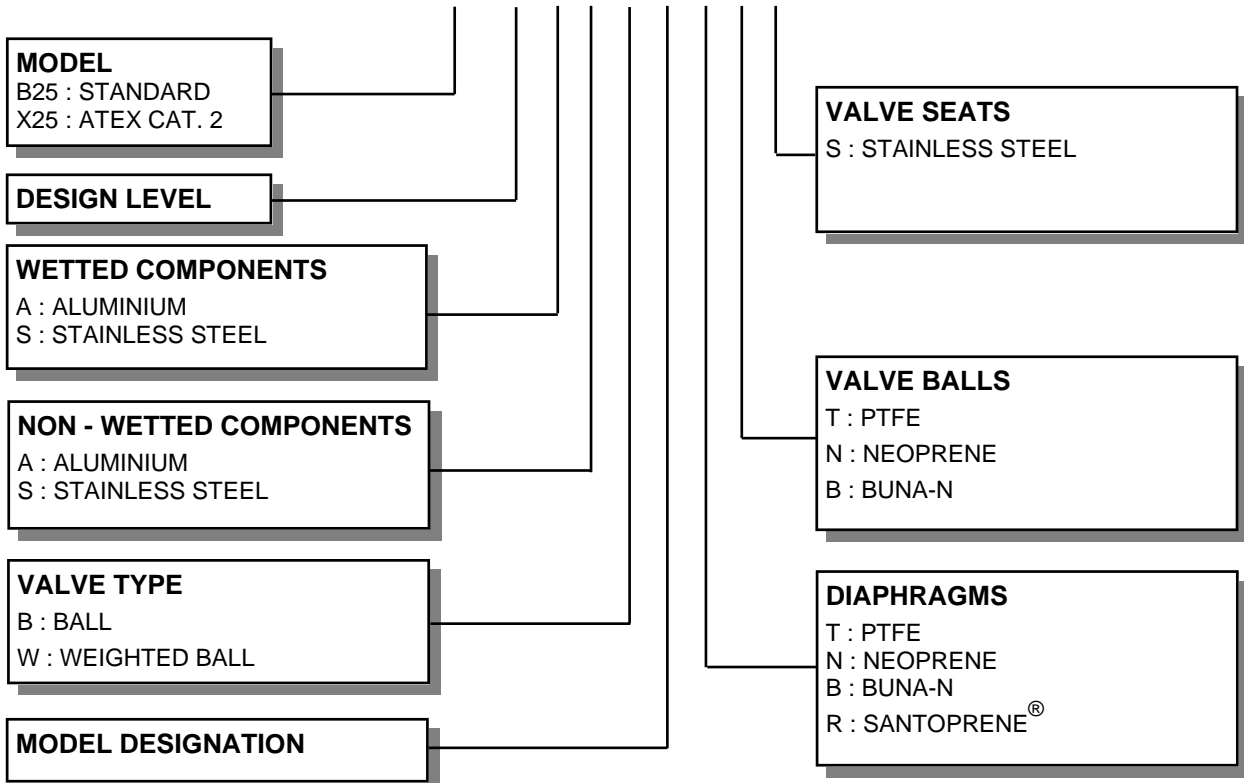 MODEL
B25 : STANDARD
X25 : ATEX CAT. 2
DESIGN LEVEL
WETTED COMPONENTS
A : ALUMINIUM
S : STAINLESS STEEL
NON - WETTED COMPONENTS
A : ALUMINIUM
S : STAINLESS STEEL
VALVE TYPE
B : BALL
W : WEIGHTED BALL
MODEL DESIGNATION
VALVE SEATS
S : STAINLESS STEEL
VALVE BALLS
T : PTFE
N : NEOPRENE
B : BUNA-N
DIAPHRAGMS
T : PTFE
N : NEOPRENE
B : BUNA-N
R : SANTOPRENE®